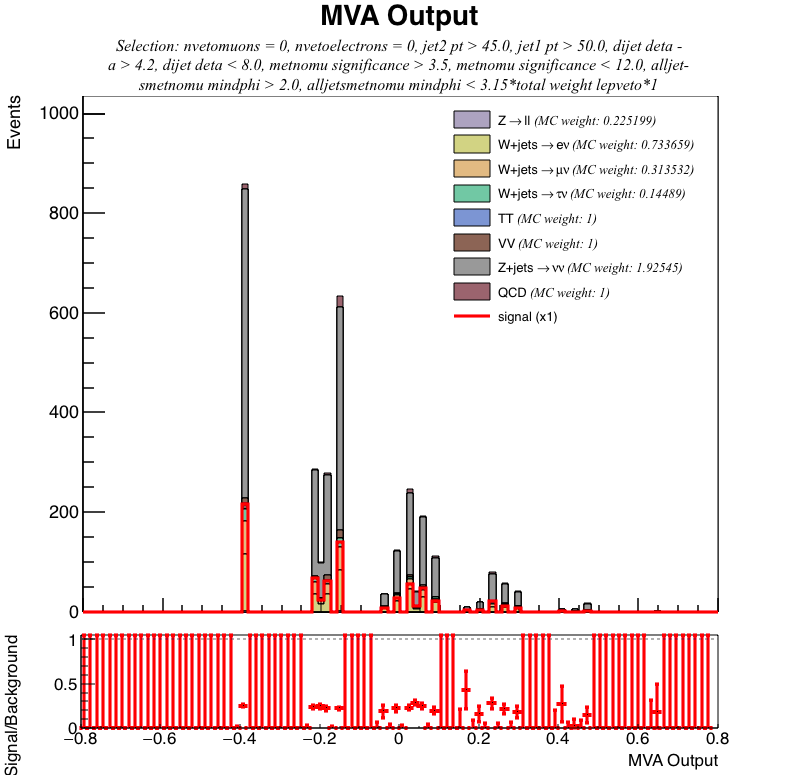 MVA Output
Selection: nvetomuons = 0, nvetoelectrons = 0, jet2 pt > 45.0, jet1 pt > 50.0, dijet deta -
a > 4.2, dijet deta < 8.0, metnomu significance > 3.5, metnomu significance < 12.0, alljet-
smetnomu mindphi > 2.0, alljetsmetnomu mindphi < 3.15*total weight lepveto*1
Events
1000
800
600
400
200
0
Z→ll (MC weight: 0.225199)
W+jets→eν (MC weight: 0.733659)
W+jets→μν (MC weight: 0.313532)
W+jets→τν (MC weight: 0.14489)
TT (MC weight: 1)
VV (MC weight: 1)
Z+jets→νν (MC weight: 1.92545)
QCD (MC weight: 1)
signal (x1)
Signal/Background
1
0.5
0
−0.8 −0.6 −0.4 −0.2 0 0.2 0.4 0.6 0.8
MVA Output